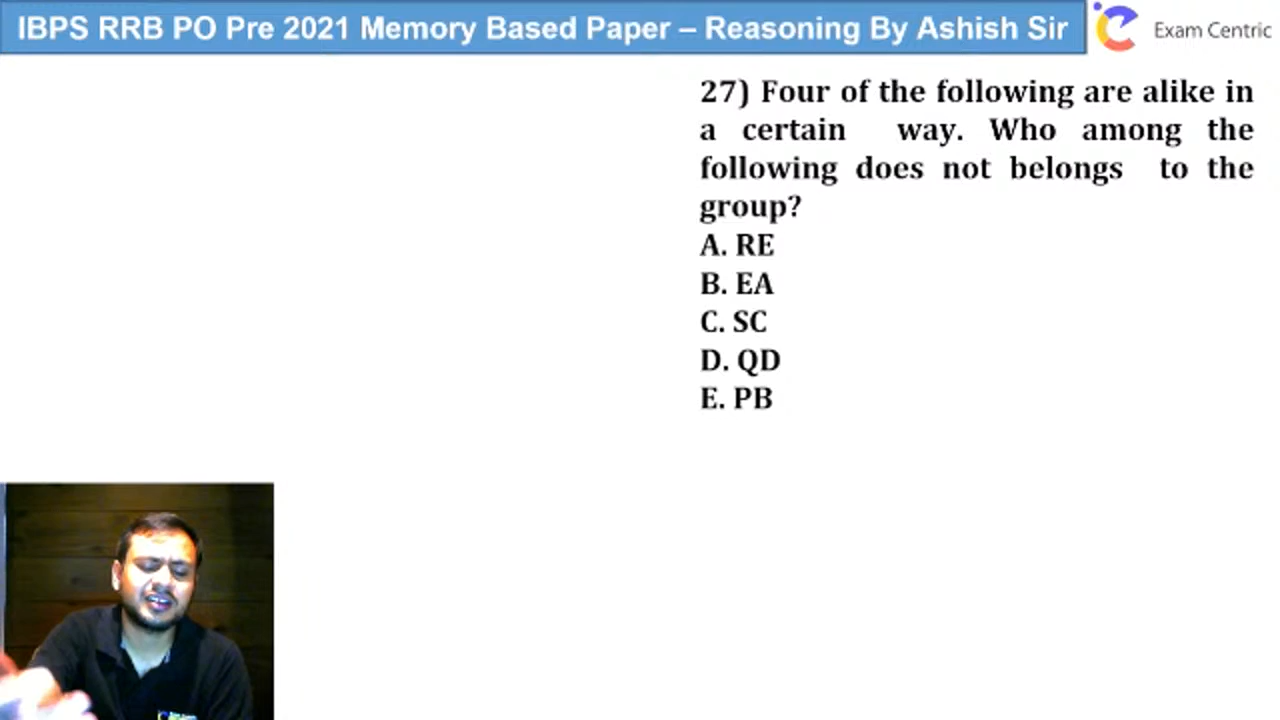 IBPS RRB PO Pre 2021 Memory Based Paper – Reasoning By Ashish Sir
Exam Centric
27) Four of the following are alike in
a certain way. Who among the
following does not belongs to the
group?
A. RE
B. EA
C. SC
D. QD
E. PB